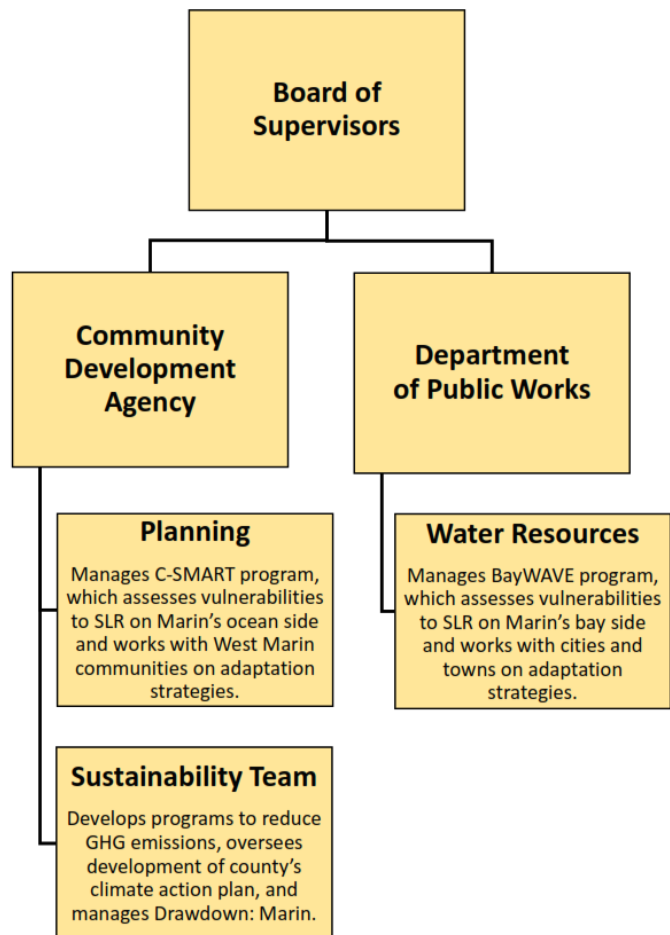 Board of
Supervisors
Community
Development
Agency
Department
of Public Works
Planning
Manages C-SMART program,
which assesses vulnerabilities
to SLR on Marin’s ocean side
and works with West Marin
communities on adaptation
strategies.
Water Resources
Manages BayWAVE program,
which assesses vulnerabilities
to SLR on Marin’s bay side
and works with cities and
towns on adaptation
strategies.
Sustainability Team
Develops programs to reduce
GHG emissions, oversees
development of county’s
climate action plan, and
manages Drawdown: Marin.